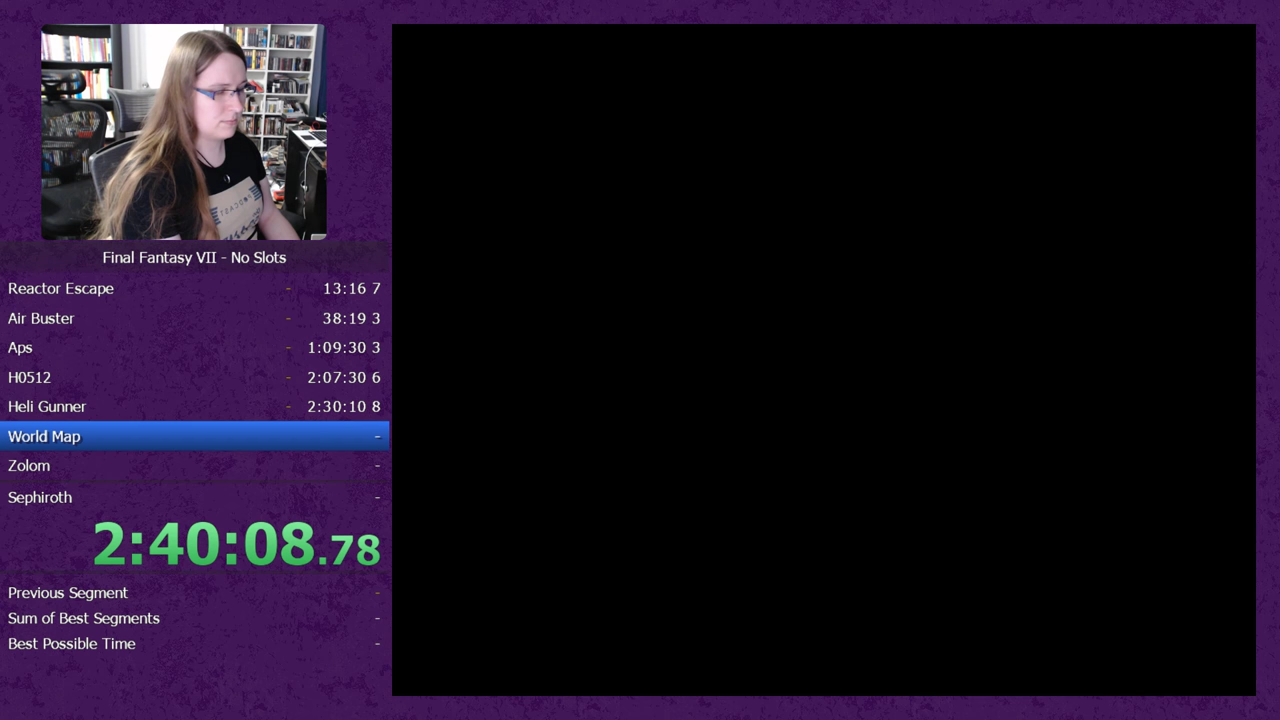 Final Fantasy VII - No Slots
Reactor Escape - 13:16 7
Air Buster - 38:19 3
Aps - 1:09:30 3
H0512 - 2:07:30 6
Heli Gunner - 2:30:10 8
World Map -
Zolom -
Sephiroth -
2:40:08.78
Previous Segment -
Sum of Best Segments -
Best Possible Time -